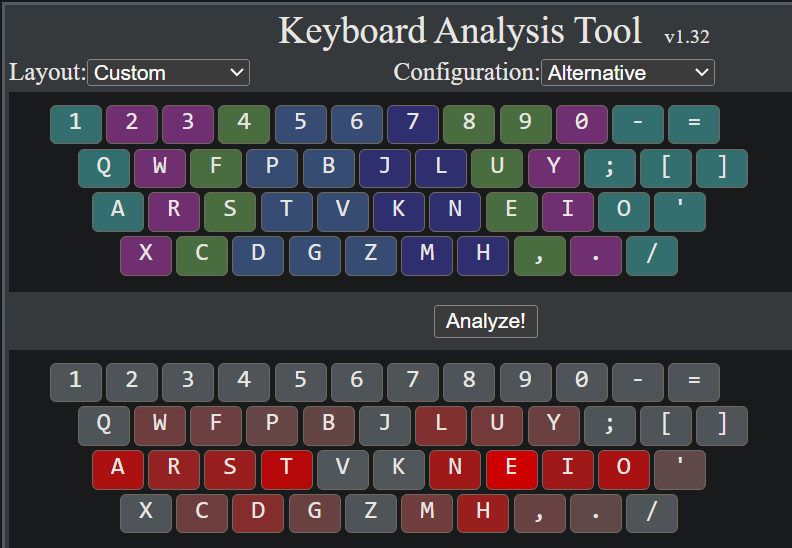 Keyboard Analysis Tool v1.32
Layout: Custom Configuration: Alternative
1 2 3 4 5 6 7 8 9 0 - =
Q W F P B J L U Y ; [ ]
A R S T V K N E I O '
X C D G Z M H , . /
Analyze!
1 2 3 4 5 6 7 8 9 0 - =
Q W F P B J L U Y ; [ ]
A R S T V K N E I O '
X C D G Z M H , . /